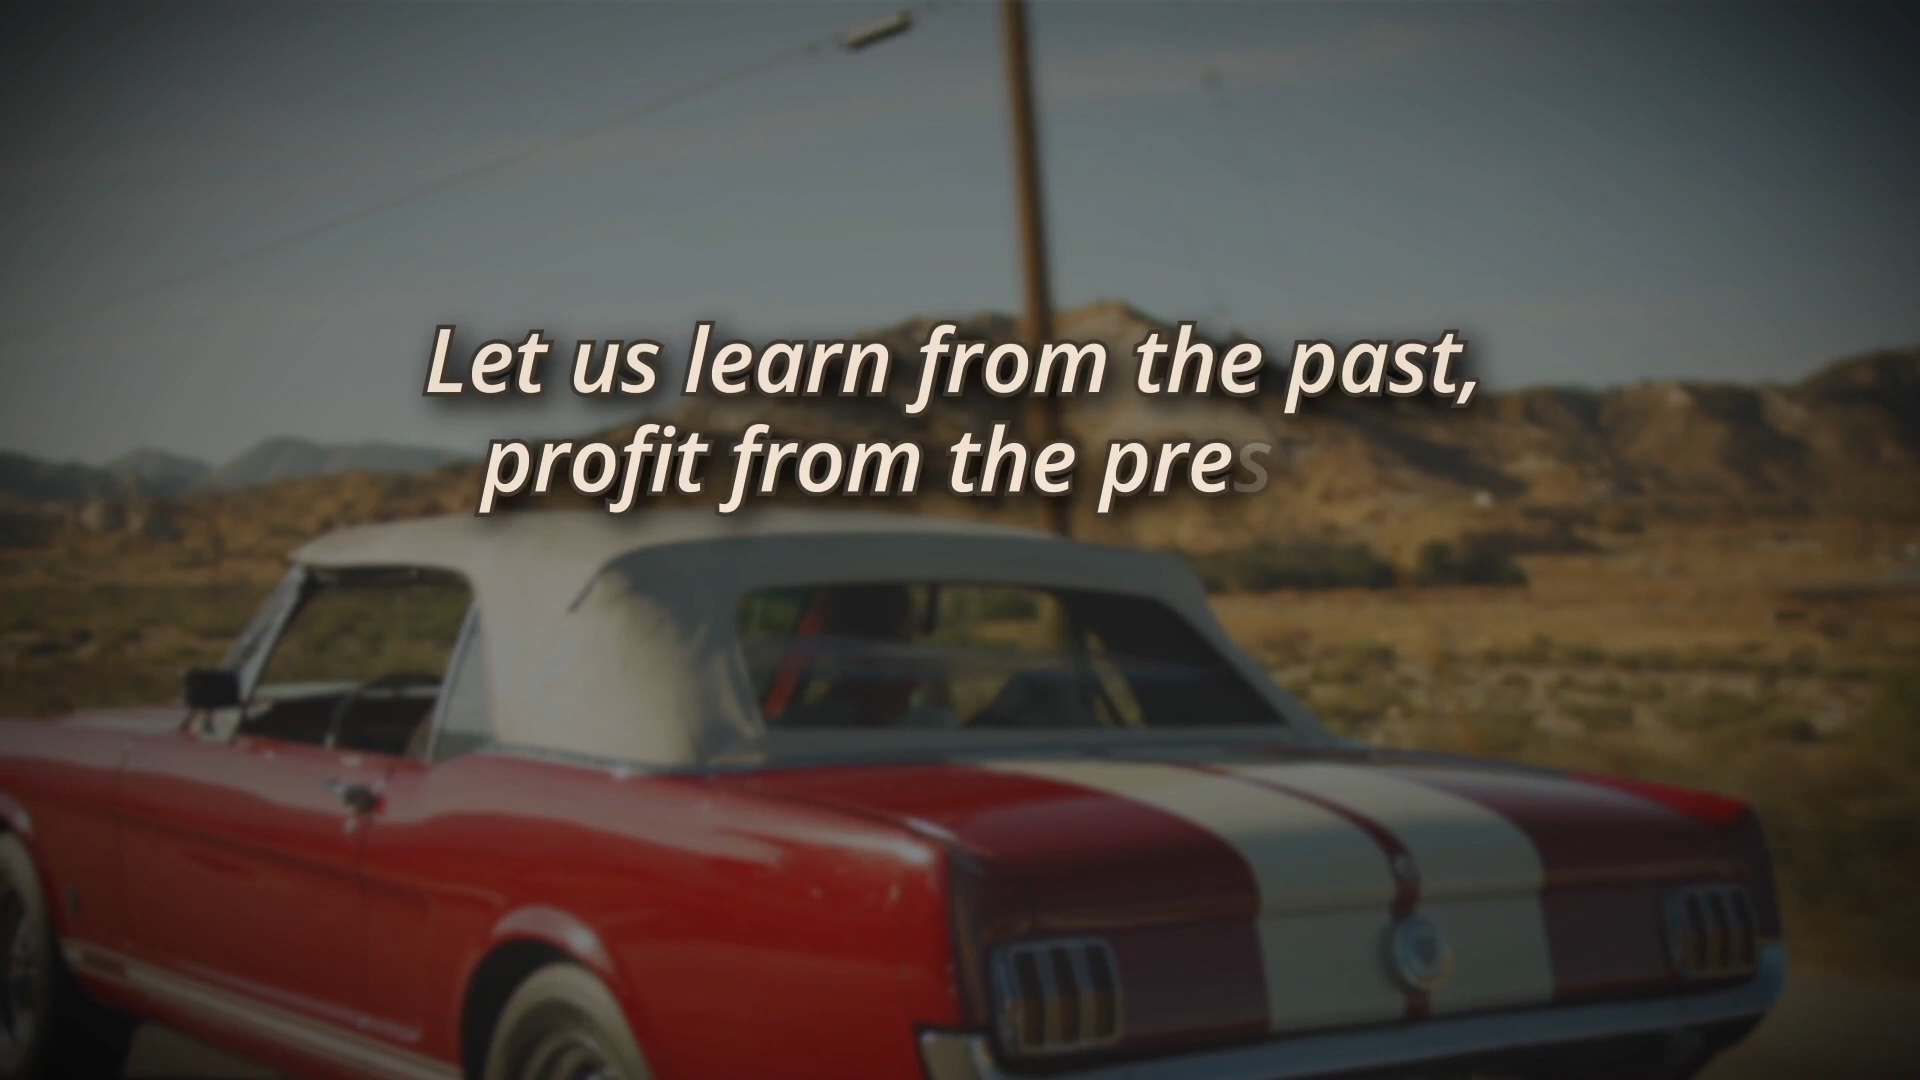 Let us learn from the past,
profit from the pres